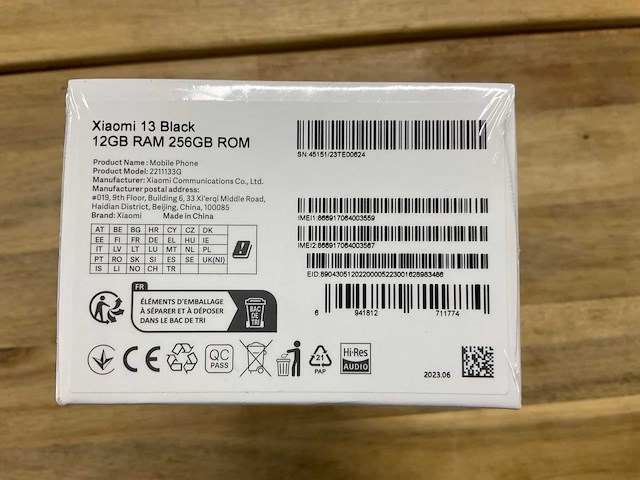 Xiaomi 13 Black
12GB RAM 256GB ROM
Product Name: Mobile Phone
Product Model: 2211133G
Manufacturer: Xiaomi Communications Co., Ltd.
Manufacturer postal address:
#019, 9th Floor, Building 6, 33 Xi'erqi Middle Road,
Haidian District, Beijing, China, 100085
Brand: Xiaomi Made in China
AT BE BG HR CY CZ DK
EE FI FR DE EL HU IE
IT LV LT LU MT NL PL
PT RO SK SI ES SE UK(NI)
IS LI NO CH TR
FR
ÉLÉMENTS D'EMBALLAGE
À SÉPARER ET À DÉPOSER
DANS LE BAC DE TRI
BAC
DE
TRI
CE
QC
PASS
21
PAP
Hi-Res
AUDIO
SN:45151/23TE00624
IMEI1:866917064003559
IMEI2:866917064003567
EID:89043051202200005223001628983486
6 941812 711774
2023.06